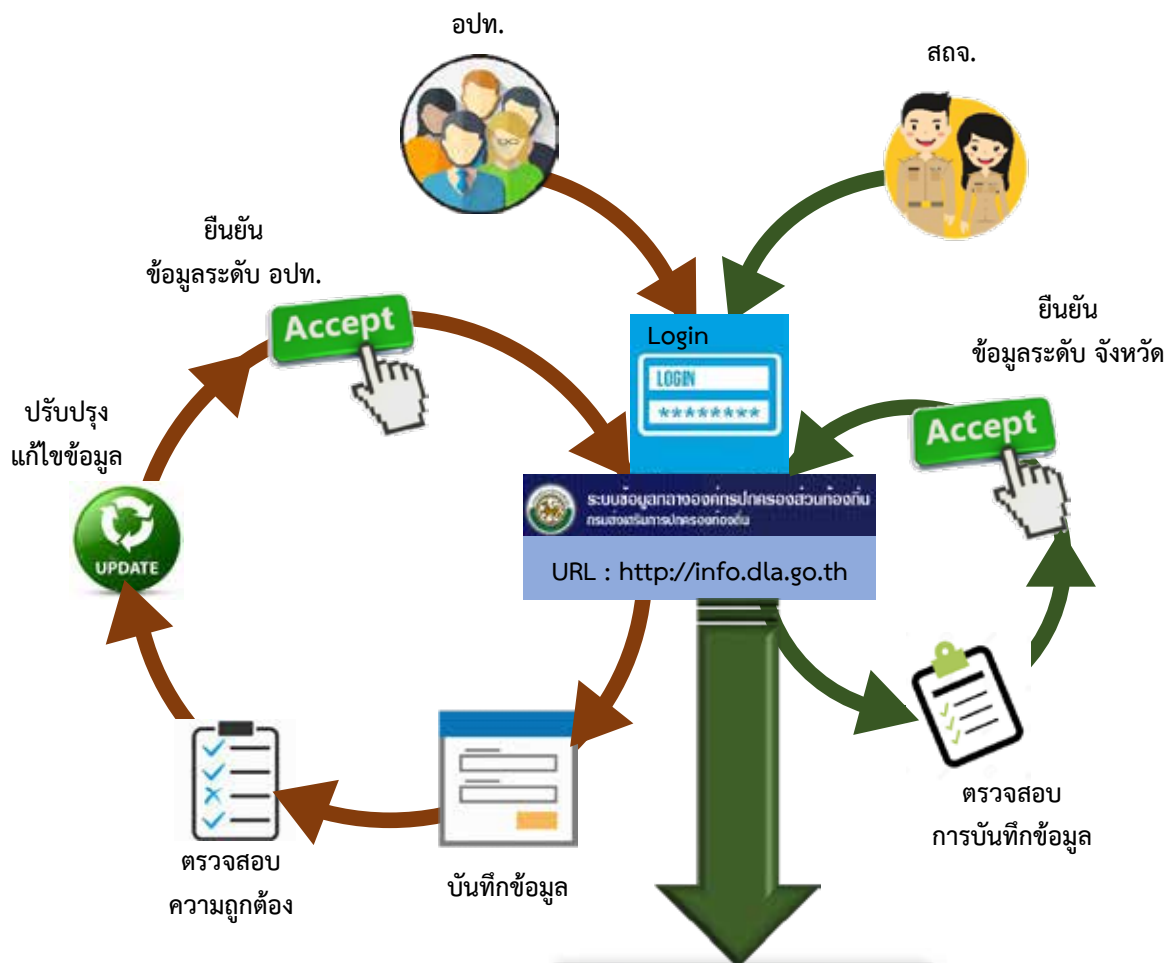 อปท.
สถจ.
ยืนยัน
ข้อมูลระดับ อปท.
Accept
Login
LOGIN
********
ยืนยัน
ข้อมูลระดับ จังหวัด
Accept
ปรับปรุง
แก้ไขข้อมูล
UPDATE
ระบบข้อมูลกลางองค์กรปกครองส่วนท้องถิ่น
กรมส่งเสริมการปกครองท้องถิ่น
URL : http://info.dla.go.th
ตรวจสอบ
ความถูกต้อง
บันทึกข้อมูล
ตรวจสอบ
การบันทึกข้อมูล